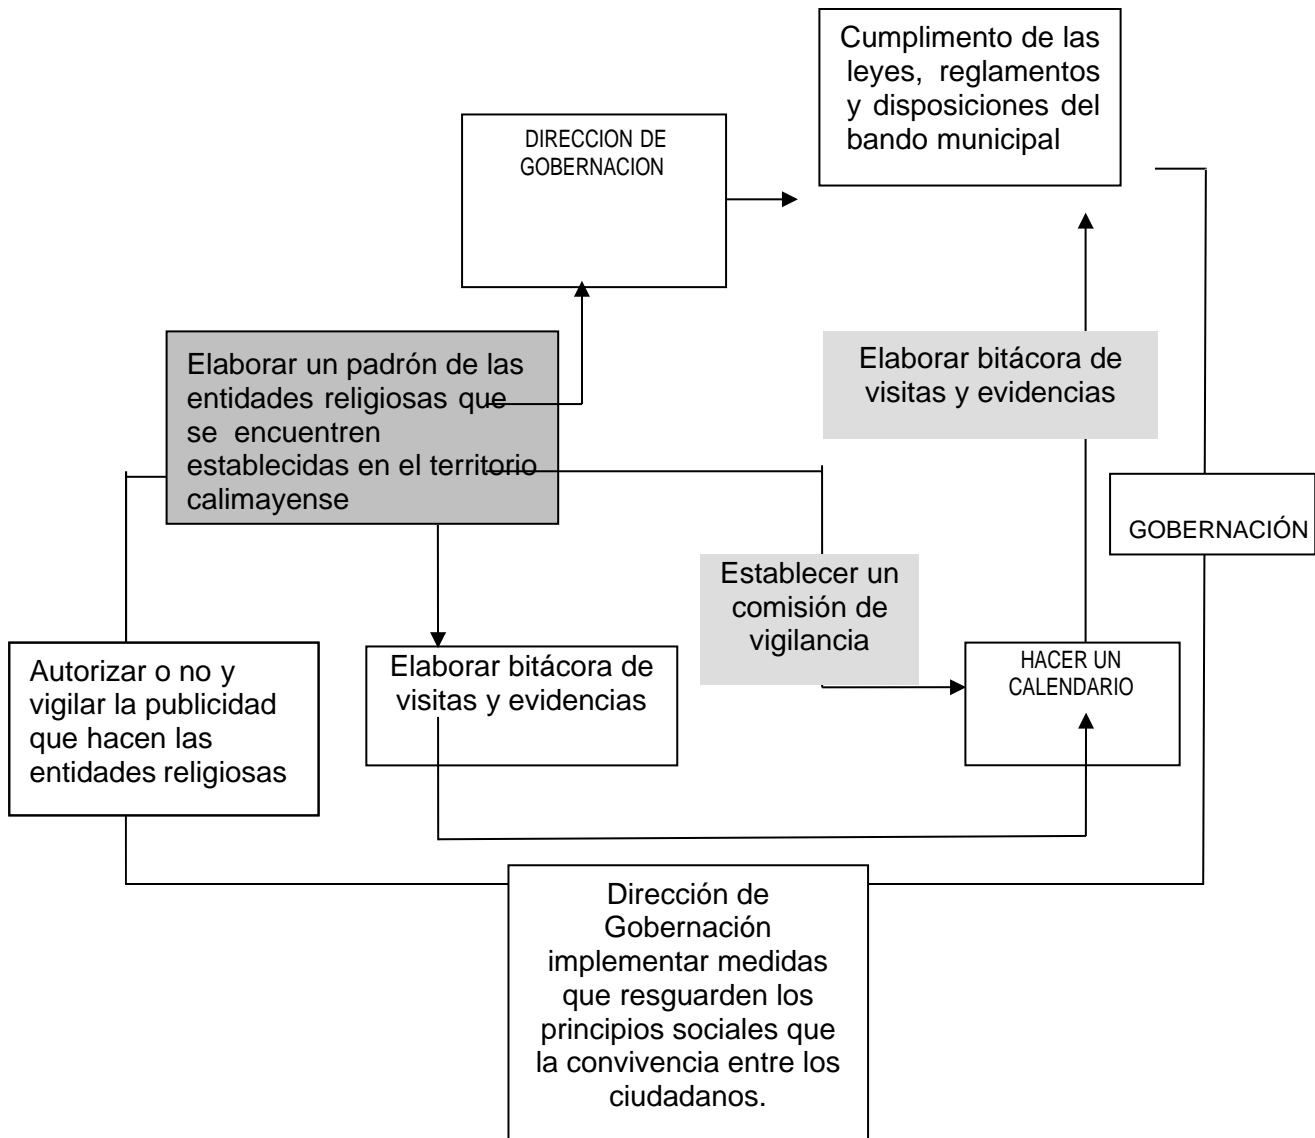 Cumplimento de las
leyes, reglamentos
y disposiciones del
bando municipal
DIRECCION DE
GOBERNACION
Elaborar un padrón de las
entidades religiosas que
se encuentren
establecidas en el territorio
calimayense
Elaborar bitácora de
visitas y evidencias
GOBERNACIÓN
Establecer un
comisión de
vigilancia
Autorizar o no y
vigilar la publicidad
que hacen las
entidades religiosas
Elaborar bitácora de
visitas y evidencias
HACER UN
CALENDARIO
Dirección de
Gobernación
implementar medidas
que resguarden los
principios sociales que
la convivencia entre los
ciudadanos.